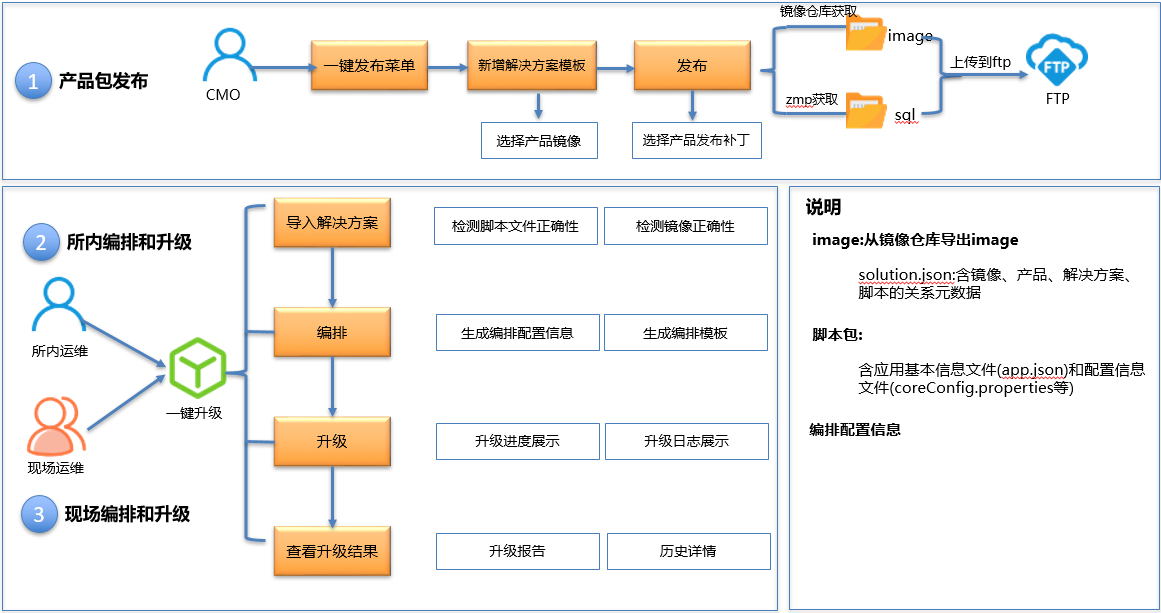 1
产品包发布
CMO
一键发布菜单
新增解决方案模板
发布
选择产品镜像
选择产品发布补丁
镜像仓库获取
image
zmp获取
sql
上传到ftp
FTP
FTP
2
所内编排和升级
所内运维
现场运维
一键升级
3
现场编排和升级
导入解决方案
检测脚本文件正确性
检测镜像正确性
编排
生成编排配置信息
生成编排模板
升级
升级进度展示
升级日志展示
查看升级结果
升级报告
历史详情
说明
image:从镜像仓库导出image
solution.json:含镜像、产品、解决方案、
脚本的关系元数据
脚本包:
含应用基本信息文件(app.json)和配置信息
文件(coreConfig.properties等)
编排配置信息